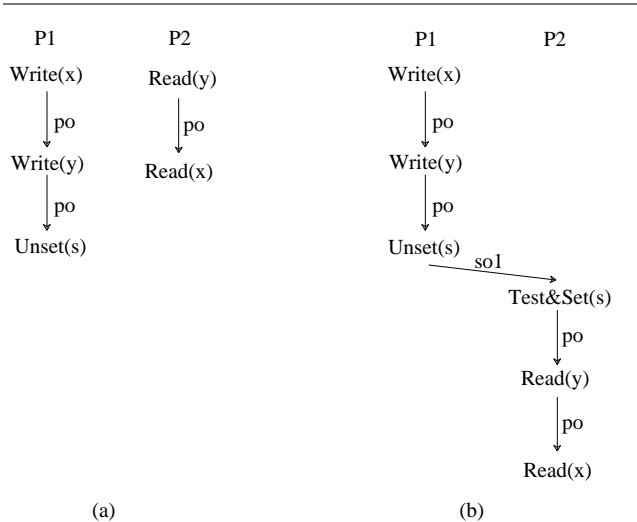 P1 P2 P1 P2
Write(x) Read(y) Write(x)
po po po
Write(y) Read(x) Write(y)
po po
Unset(s) Unset(s)
so1
Test&Set(s)
po
Read(y)
po
Read(x)
(a) (b)